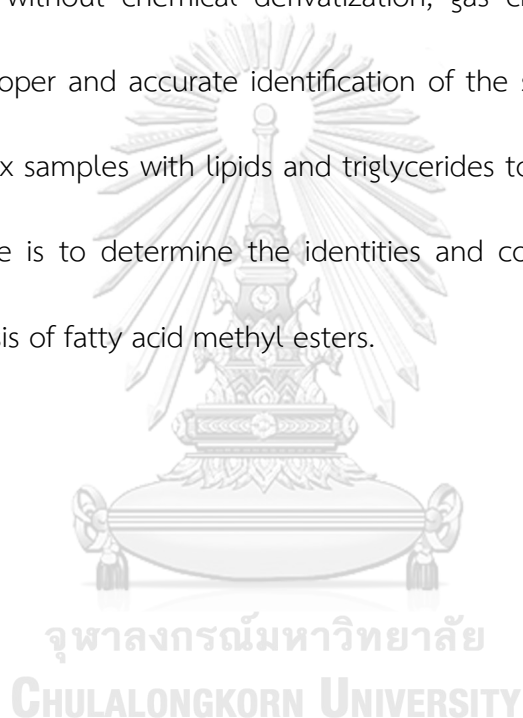 without chemical derivatization, gas c
oper and accurate identification of the s
x samples with lipids and triglycerides to
e is to determine the identities and co
sis of fatty acid methyl esters.
จุฬาลงกรณ์มหาวิทยาลัย
CHULALONGKORN UNIVERSITY